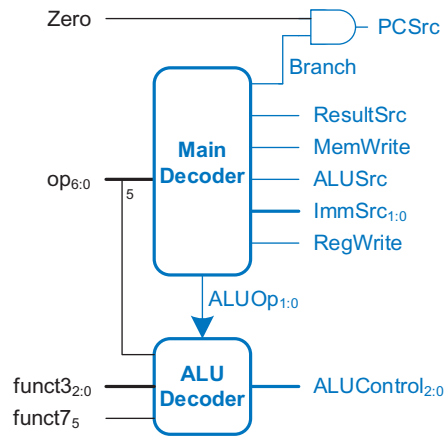 Zero
PCSrc
Branch
ResultSrc
Main
Decoder
MemWrite
op6:0
5
ALUSrc
ImmSrc1:0
RegWrite
ALUOp1:0
funct32:0
ALU
Decoder
ALUControl2:0
funct75